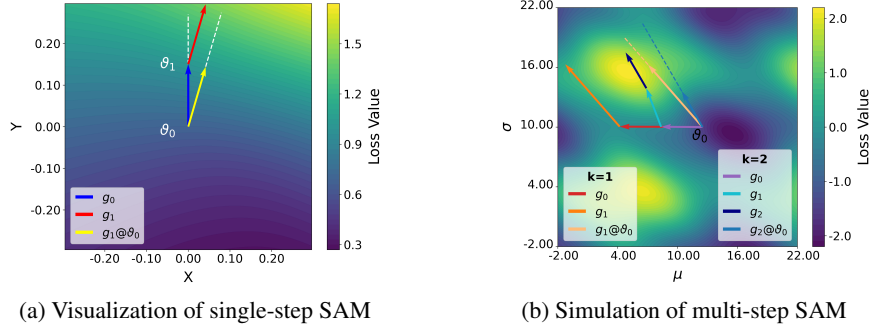 0.20
0.10
0.00
-0.10
-0.20
Y
-0.20
-0.10
0.00
0.10
0.20
X
ϑ₁
ϑ₀
g₀
g₁
g₁@ϑ₀
1.5
1.2
0.9
0.6
0.3
Loss Value
(a) Visualization of single-step SAM
22.00
16.00
10.00
4.00
-2.00
σ
-2.00
4.00
10.00
16.00
22.00
μ
ϑ₀
k=1
g₀
g₁
g₁@ϑ₀
k=2
g₀
g₁
g₂
g₂@ϑ₀
2.0
1.0
0.0
-1.0
-2.0
Loss Value
(b) Simulation of multi-step SAM